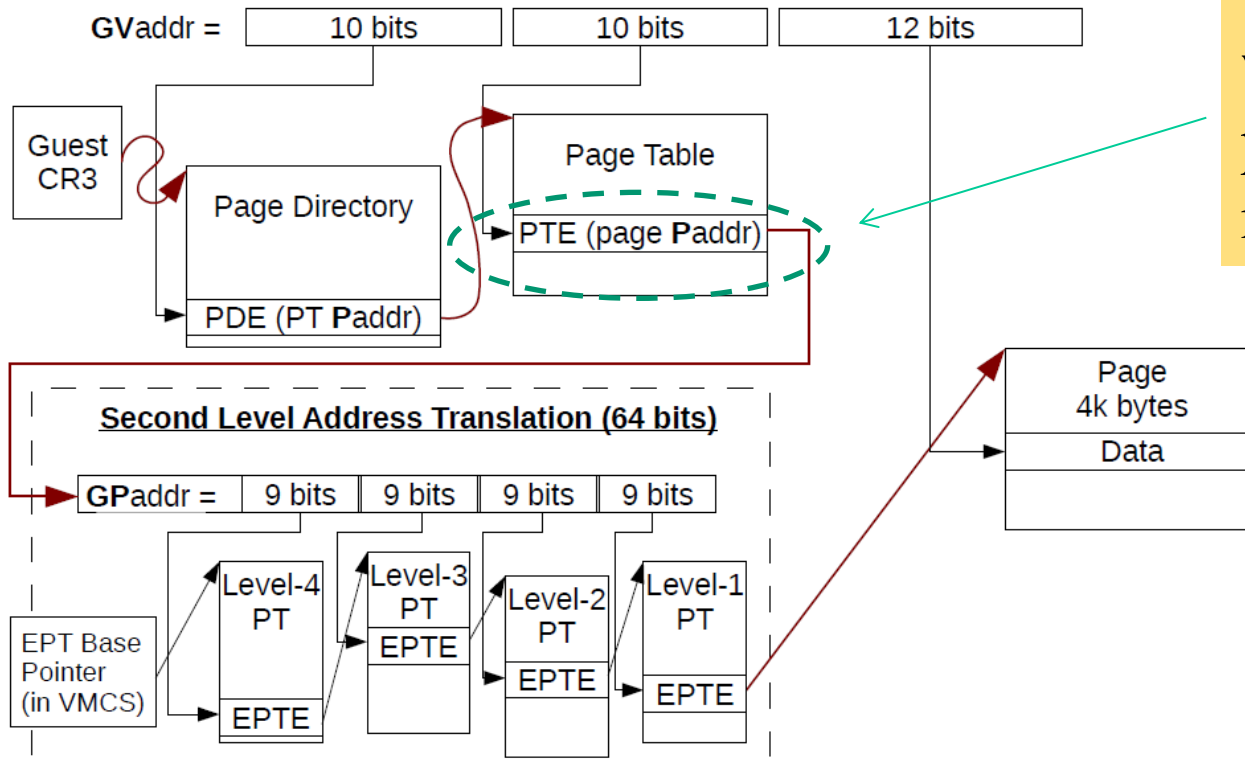 GVaddr =
10 bits
10 bits
12 bits
Guest
CR3
Page Directory
PDE (PT Paddr)
Page Table
PTE (page Paddr)
Page
4k bytes
Data
Second Level Address Translation (64 bits)
GPaddr =
9 bits
9 bits
9 bits
9 bits
EPT Base
Pointer
(in VMCS)
Level-4
PT
EPTE
Level-3
PT
EPTE
Level-2
PT
EPTE
Level-1
PT
EPTE